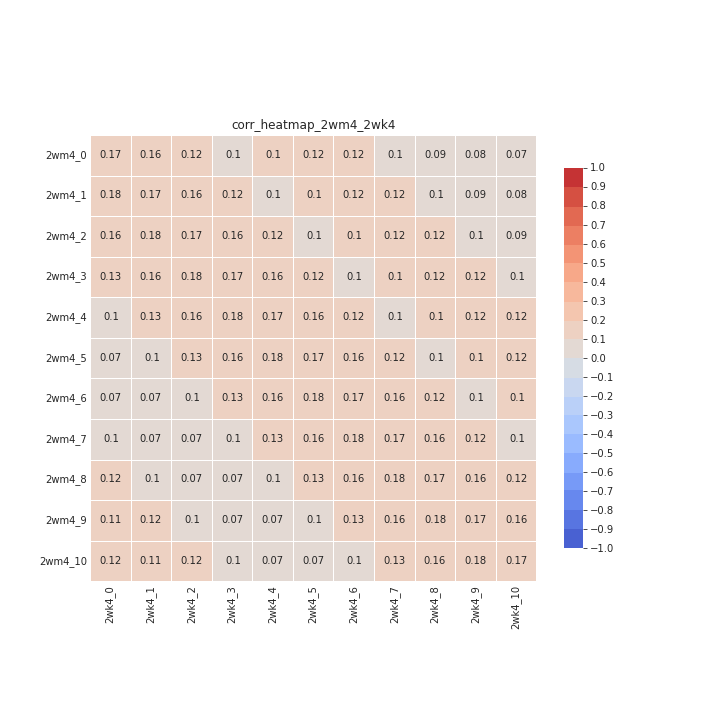 corr_heatmap_2wm4_2wk4
2wm4_0 0.17 0.16 0.12 0.1 0.1 0.12 0.12 0.1 0.09 0.08 0.07
2wm4_1 0.18 0.17 0.16 0.12 0.1 0.1 0.12 0.12 0.1 0.09 0.08
2wm4_2 0.16 0.18 0.17 0.16 0.12 0.1 0.1 0.12 0.12 0.1 0.09
2wm4_3 0.13 0.16 0.18 0.17 0.16 0.12 0.1 0.1 0.12 0.12 0.1
2wm4_4 0.1 0.13 0.16 0.18 0.17 0.16 0.12 0.1 0.1 0.12 0.12
2wm4_5 0.07 0.1 0.13 0.16 0.18 0.17 0.16 0.12 0.1 0.1 0.12
2wm4_6 0.07 0.07 0.1 0.13 0.16 0.18 0.17 0.16 0.12 0.1 0.1
2wm4_7 0.1 0.07 0.07 0.1 0.13 0.16 0.18 0.17 0.16 0.12 0.1
2wm4_8 0.12 0.1 0.07 0.07 0.1 0.13 0.16 0.18 0.17 0.16 0.12
2wm4_9 0.11 0.12 0.1 0.07 0.07 0.1 0.13 0.16 0.18 0.17 0.16
2wm4_10 0.12 0.11 0.12 0.1 0.07 0.07 0.1 0.13 0.16 0.18 0.17
2wk4_0 2wk4_1 2wk4_2 2wk4_3 2wk4_4 2wk4_5 2wk4_6 2wk4_7 2wk4_8 2wk4_9 2wk4_10
1.0
0.9
0.8
0.7
0.6
0.5
0.4
0.3
0.2
0.1
0.0
−0.1
−0.2
−0.3
−0.4
−0.5
−0.6
−0.7
−0.8
−0.9
−1.0